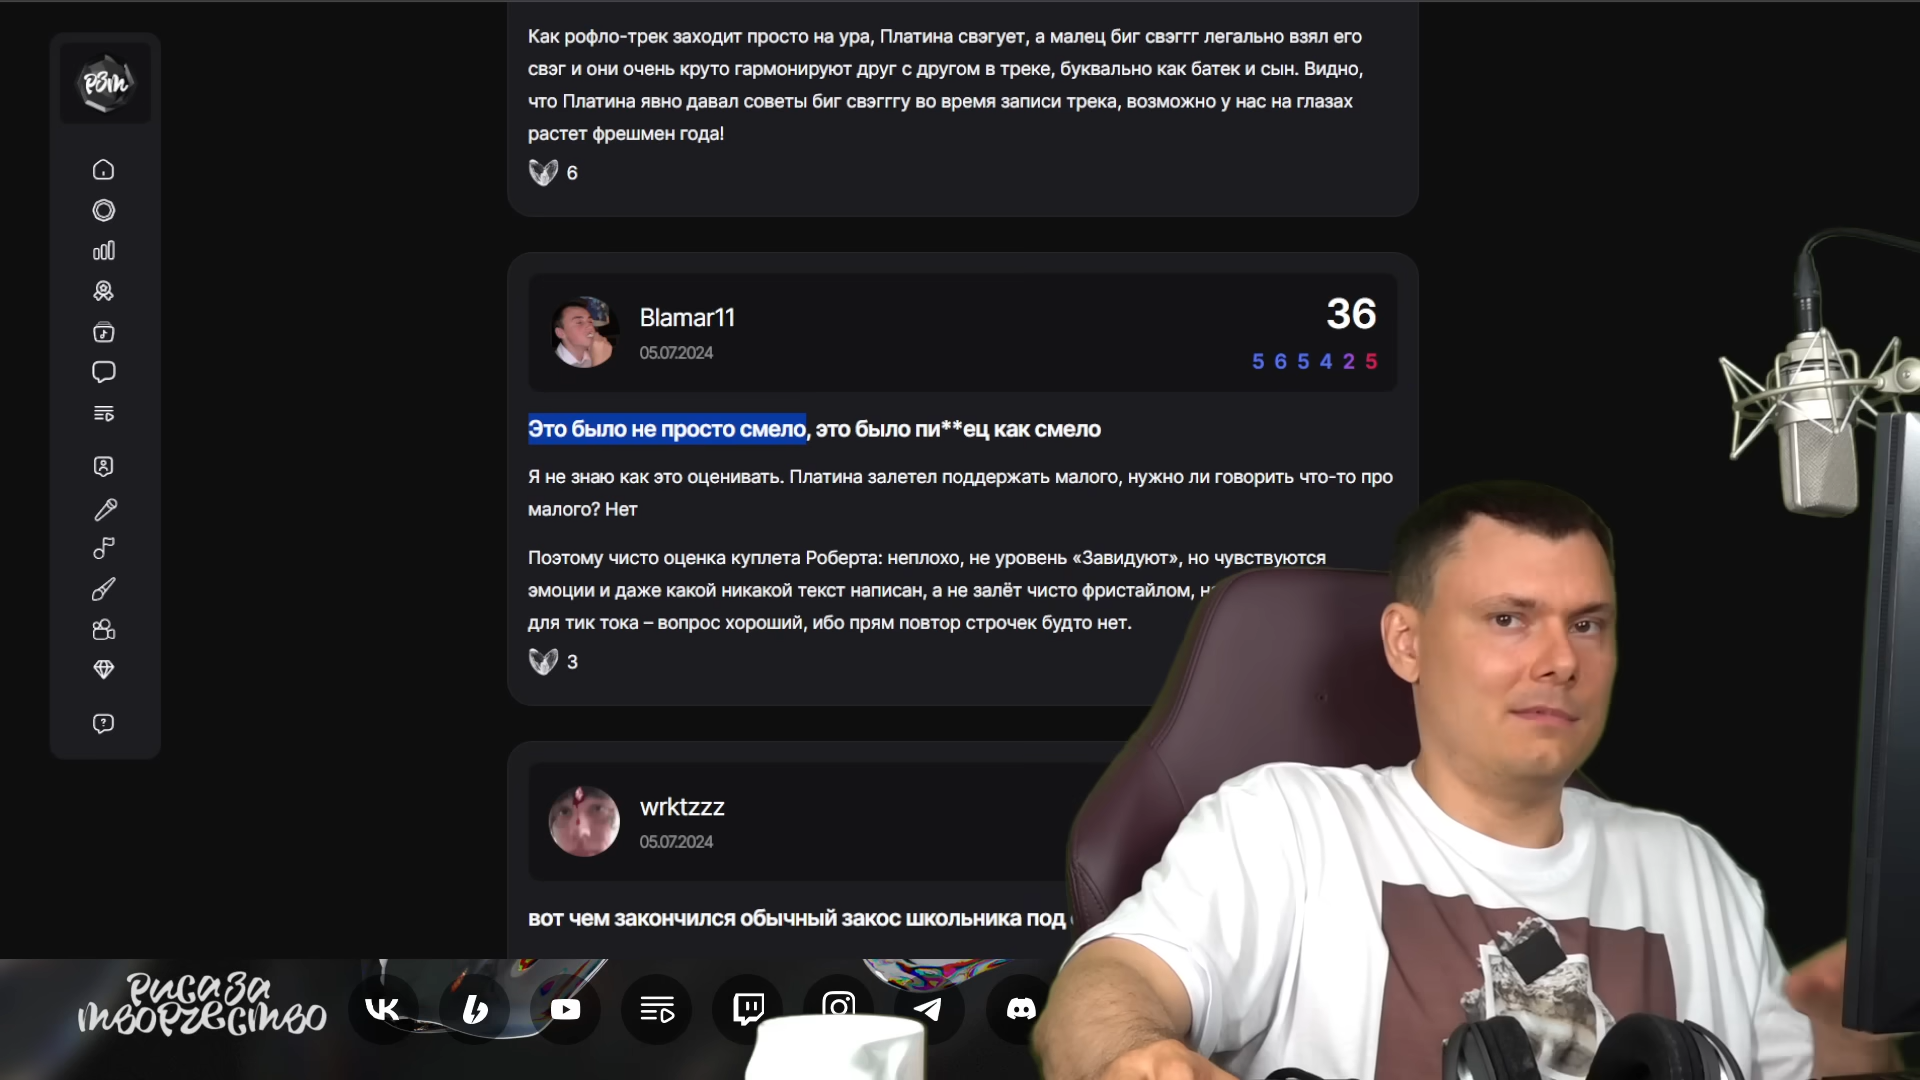 Как рофло-трек заходит просто на ура, Платина свэгует, а малец биг свэггг легально взял его
свэг и они очень круто гармонируют друг с другом в треке, буквально как батек и сын. Видно,
что Платина явно давал советы биг свэгггу во время записи трека, возможно у нас на глазах
растет фрешмен года!
6
РЗТ
Blamar11
05.07.2024
36
5 6 5 4 2 5
Это было не просто смело, это было пи**ец как смело
Я не знаю как это оценивать. Платина залетел поддержать малого, нужно ли говорить что-то про
малого? Нет
Поэтому чисто оценка куплета Роберта: неплохо, не уровень «Завидуют», но чувствуются
эмоции и даже какой никакой текст написан, а не залёт чисто фристайлом,
для тик тока – вопрос хороший, ибо прям повтор строчек будто нет.
3
wrktzzz
05.07.2024
вот чем закончился обычный закос школьника под
РИСАЗА
ТВОРЧЕСТВО